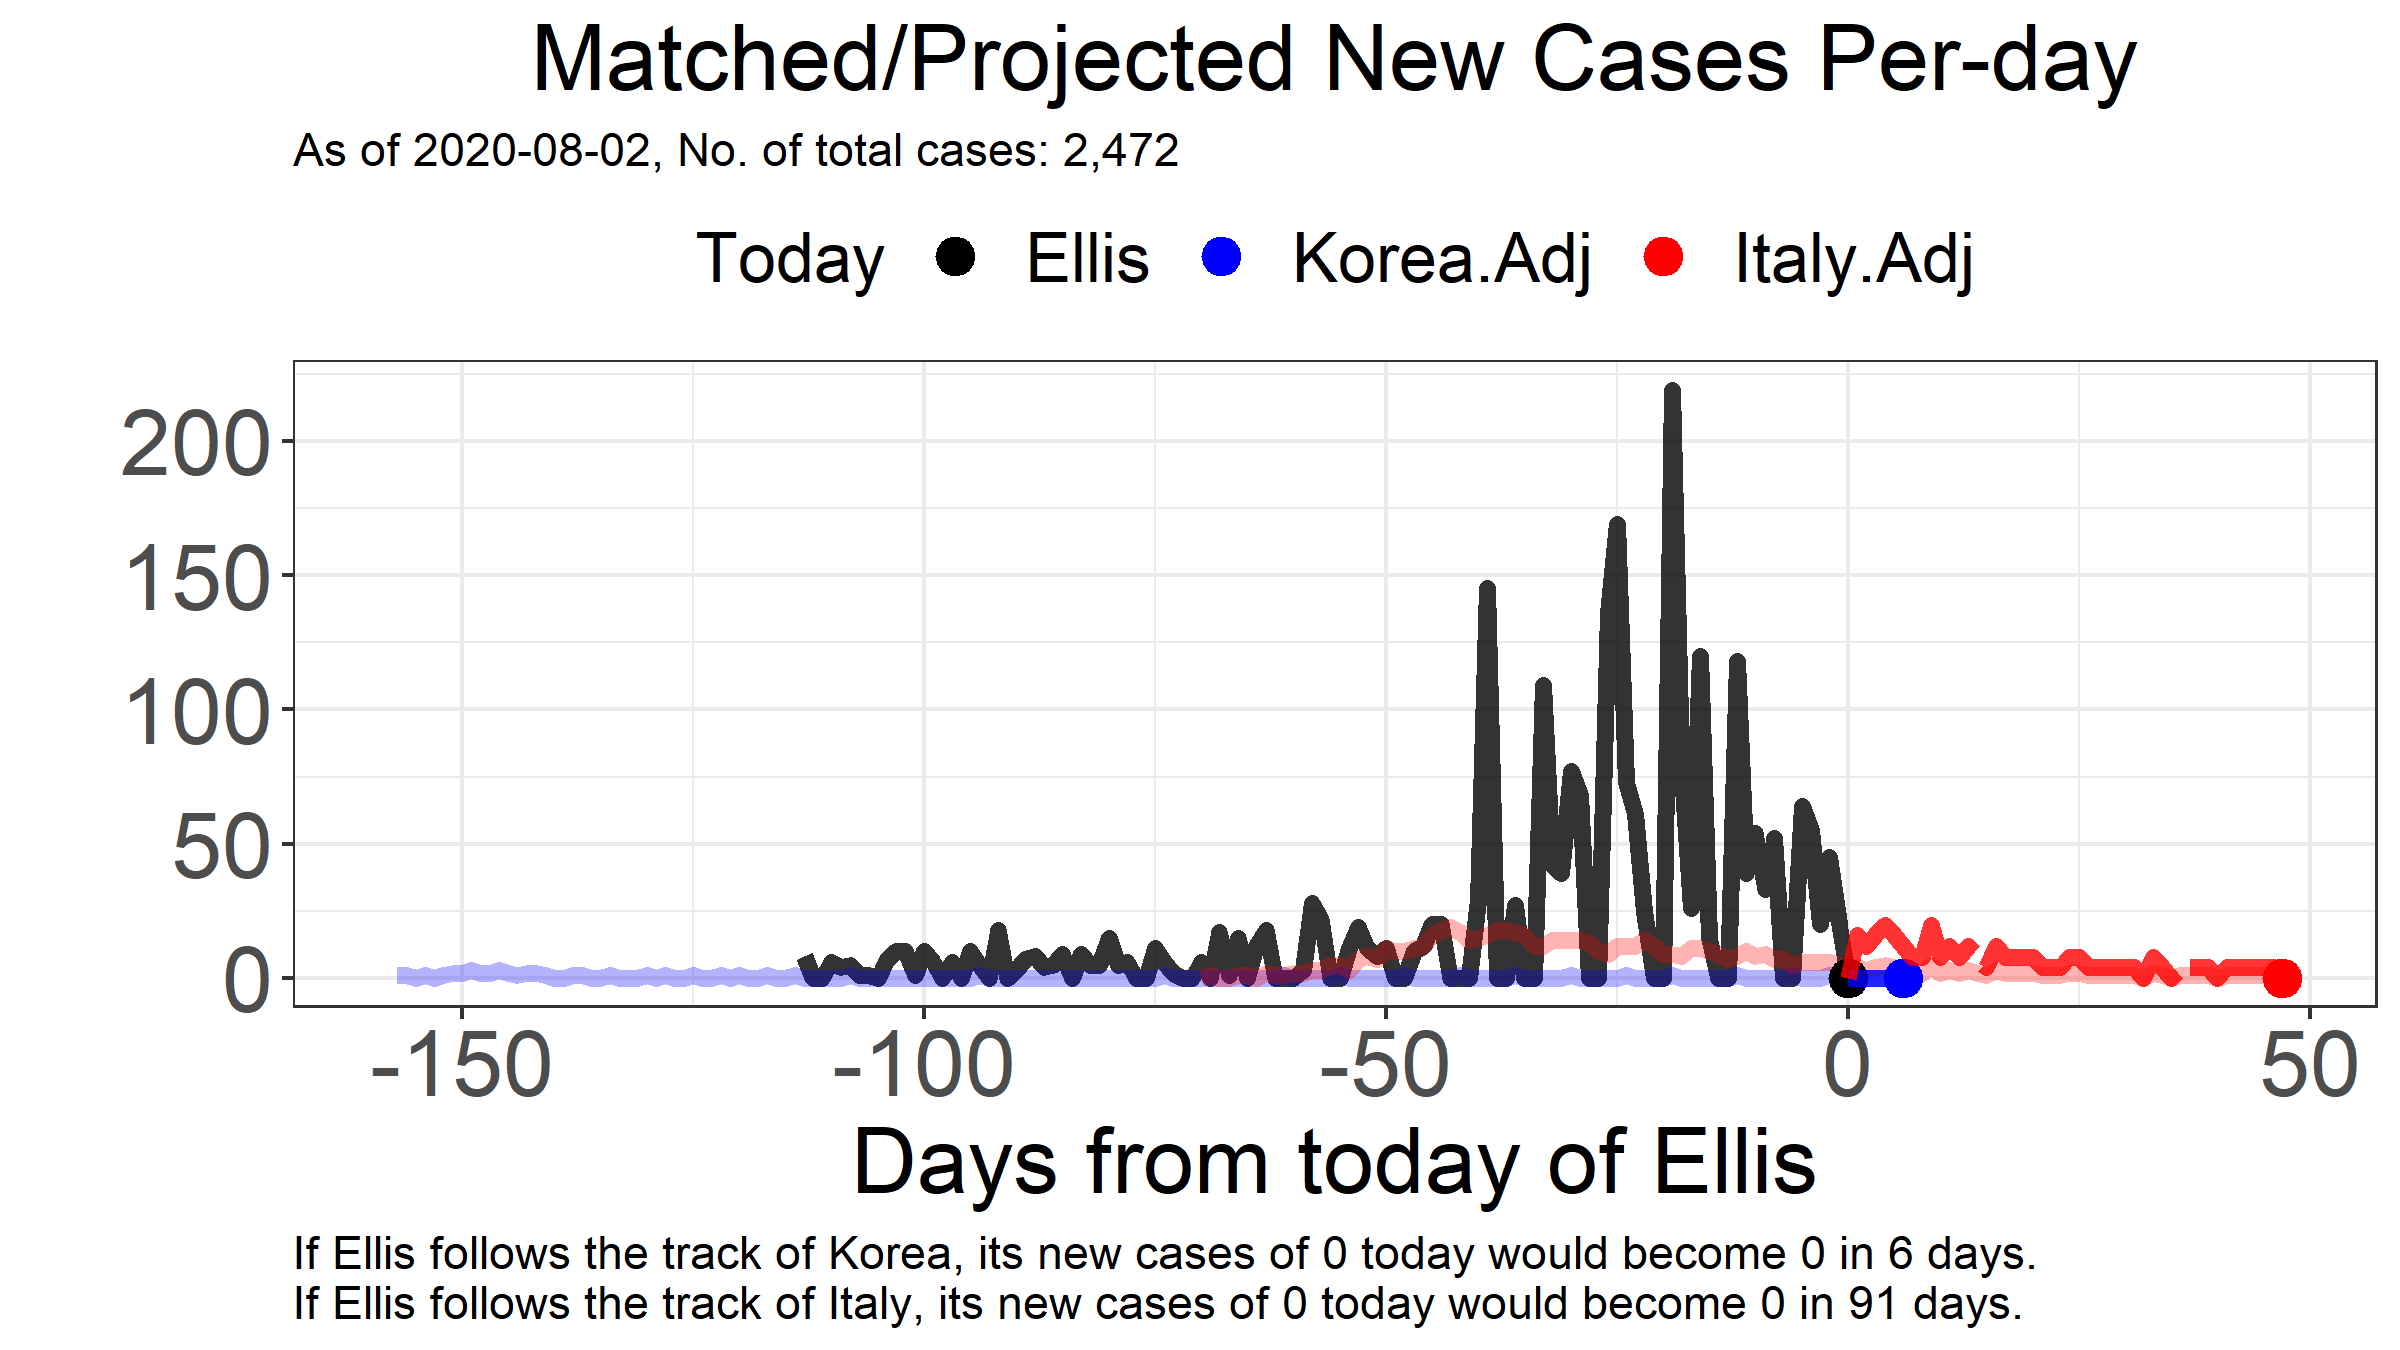 Matched/Projected New Cases Per-day
As of 2020-08-02, No. of total cases: 2,472
Today Ellis Korea.Adj Italy.Adj
200
150
100
50
0
-150 -100 -50 0 50
Days from today of Ellis
If Ellis follows the track of Korea, its new cases of 0 today would become 0 in 6 days.
If Ellis follows the track of Italy, its new cases of 0 today would become 0 in 91 days.